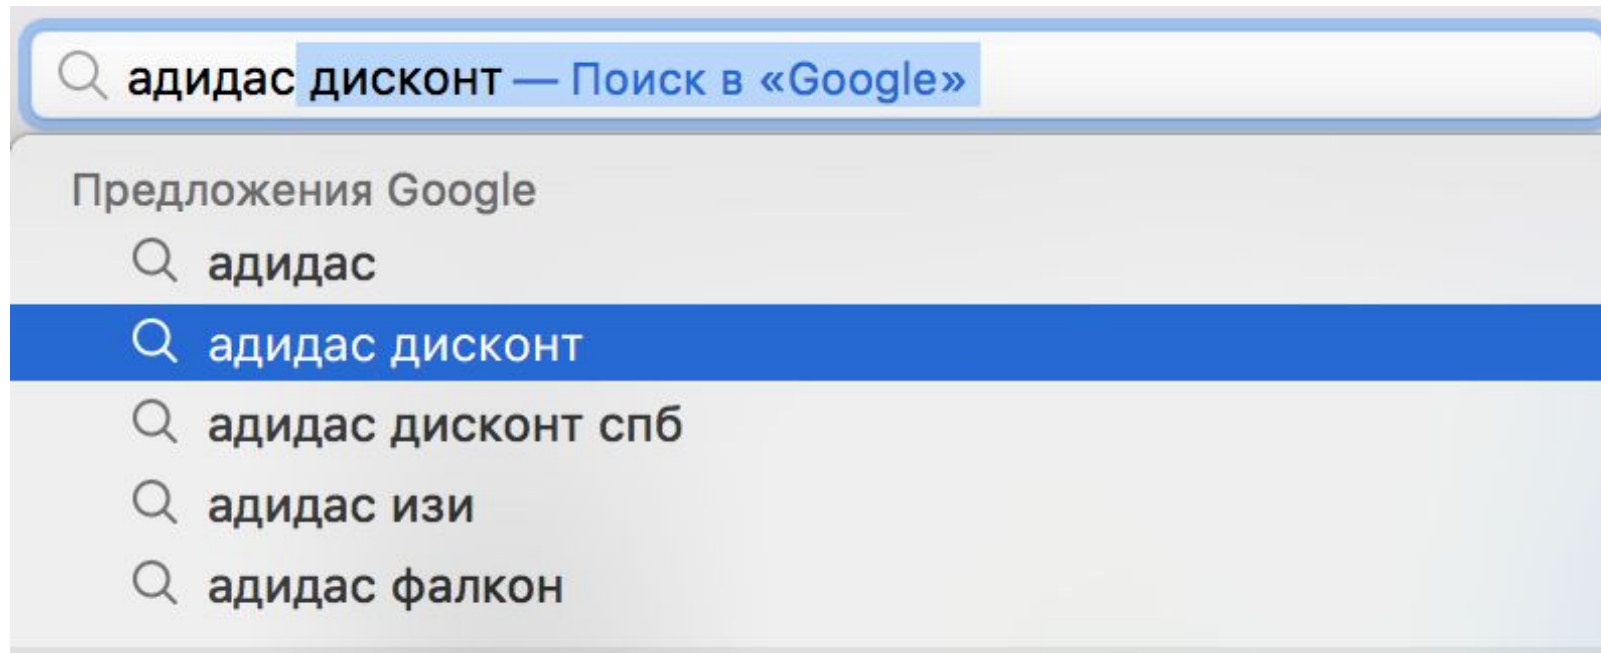 адидас дисконт — Поиск в «Google»
Предложения Google
адидас
адидас дисконт
адидас дисконт спб
адидас изи
адидас фалкон